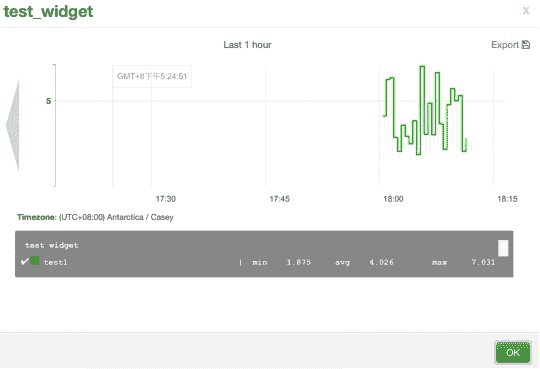 test_widget x
Last 1 hour Export
GMT+8下午5:24:51
5
17:30 17:45 18:00 18:15
Timezone: (UTC+08:00) Antarctica / Casey
test widget
test1 | min 1.875 avg 4.026 max 7.031
OK